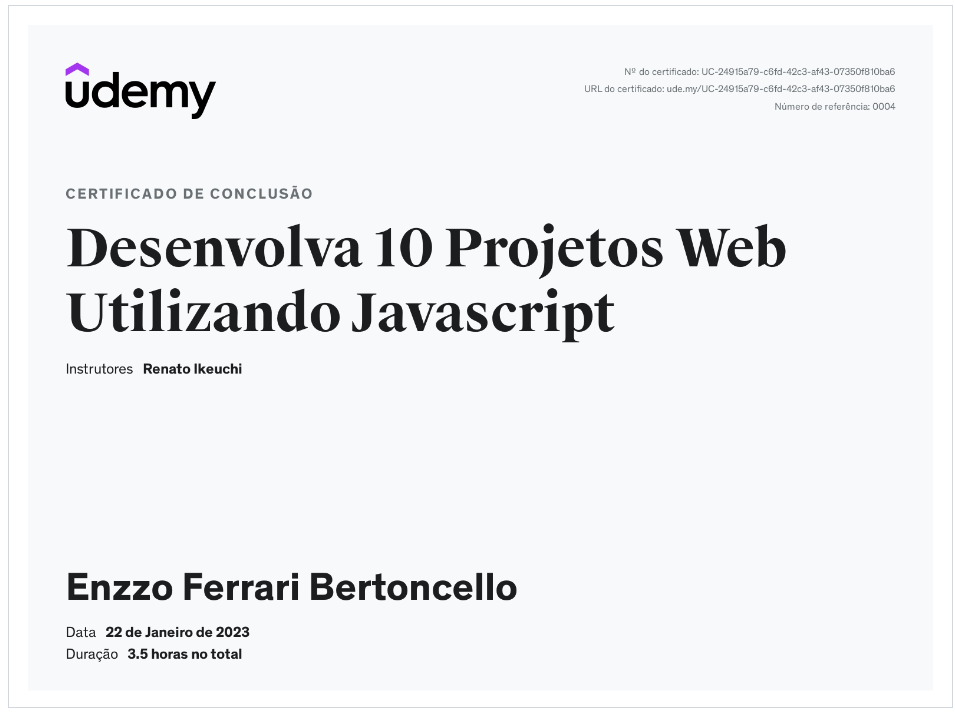 udemy
Nº do certificado: UC-24915a79-c6fd-42c3-af43-07350f810ba6
URL do certificado: ude.my/UC-24915a79-c6fd-42c3-af43-07350f810ba6
Número de referência: 0004
CERTIFICADO DE CONCLUSÃO
Desenvolva 10 Projetos Web
Utilizando Javascript
Instrutores Renato Ikeuchi
Enzzo Ferrari Bertoncello
Data 22 de Janeiro de 2023
Duração 3.5 horas no total